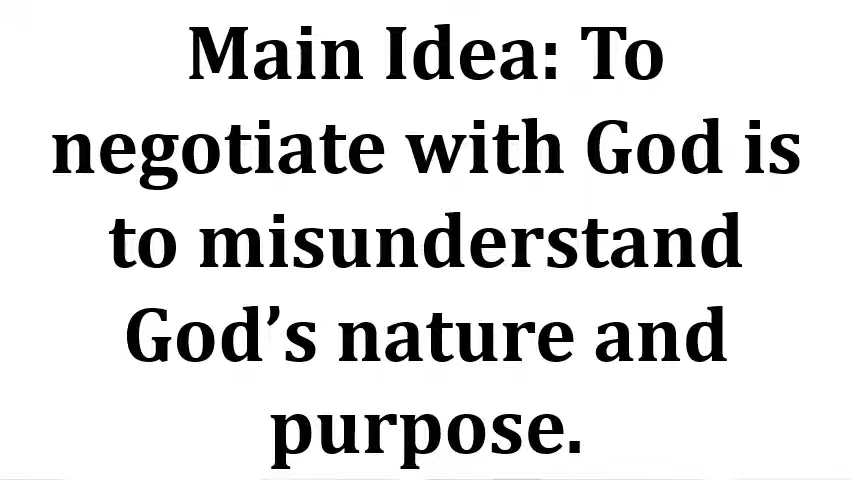 Main Idea: To
negotiate with God is
to misunderstand
God’s nature and
purpose.